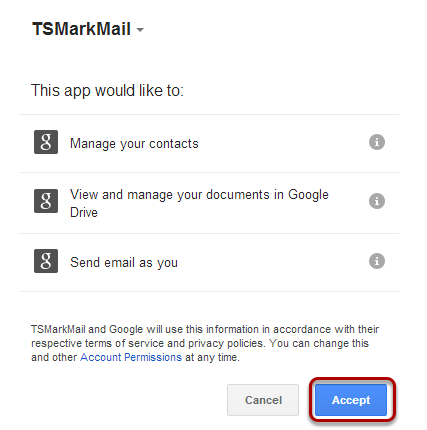 TSMarkMail
This app would like to:
g
Manage your contacts
i
g
View and manage your documents in Google
Drive
i
g
Send email as you
i
TSMarkMail and Google will use this information in accordance with their
respective terms of service and privacy policies. You can change this
and other Account Permissions at any time.
Cancel
Accept